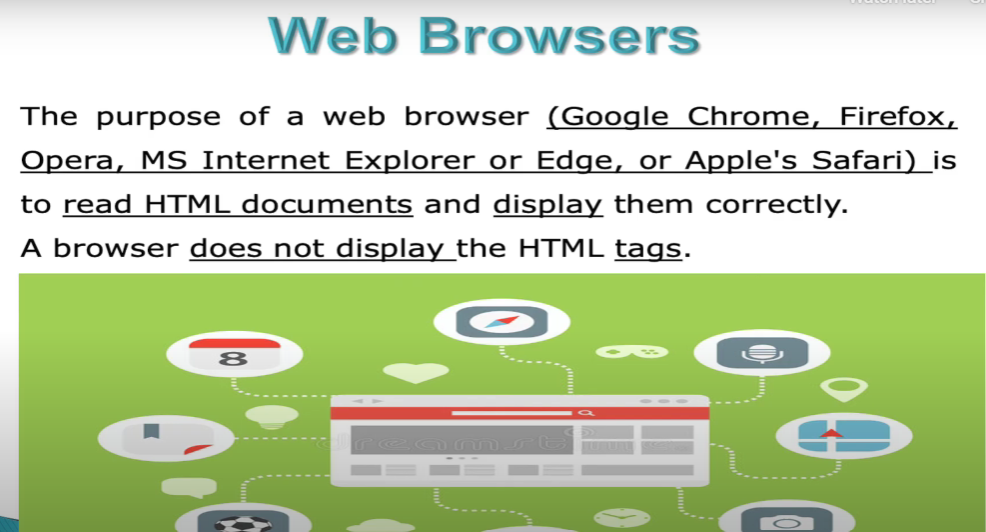 Web Browsers
The purpose of a web browser (Google Chrome, Firefox,
Opera, MS Internet Explorer or Edge, or Apple's Safari) is
to read HTML documents and display them correctly.
A browser does not display the HTML tags.
8